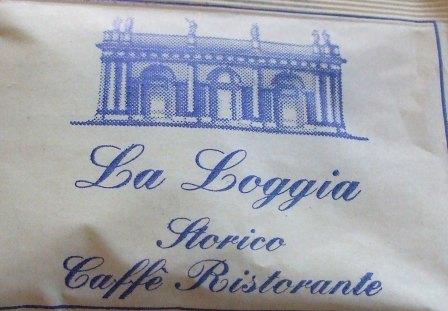 La Loggia
Storico
Caffè Ristorante